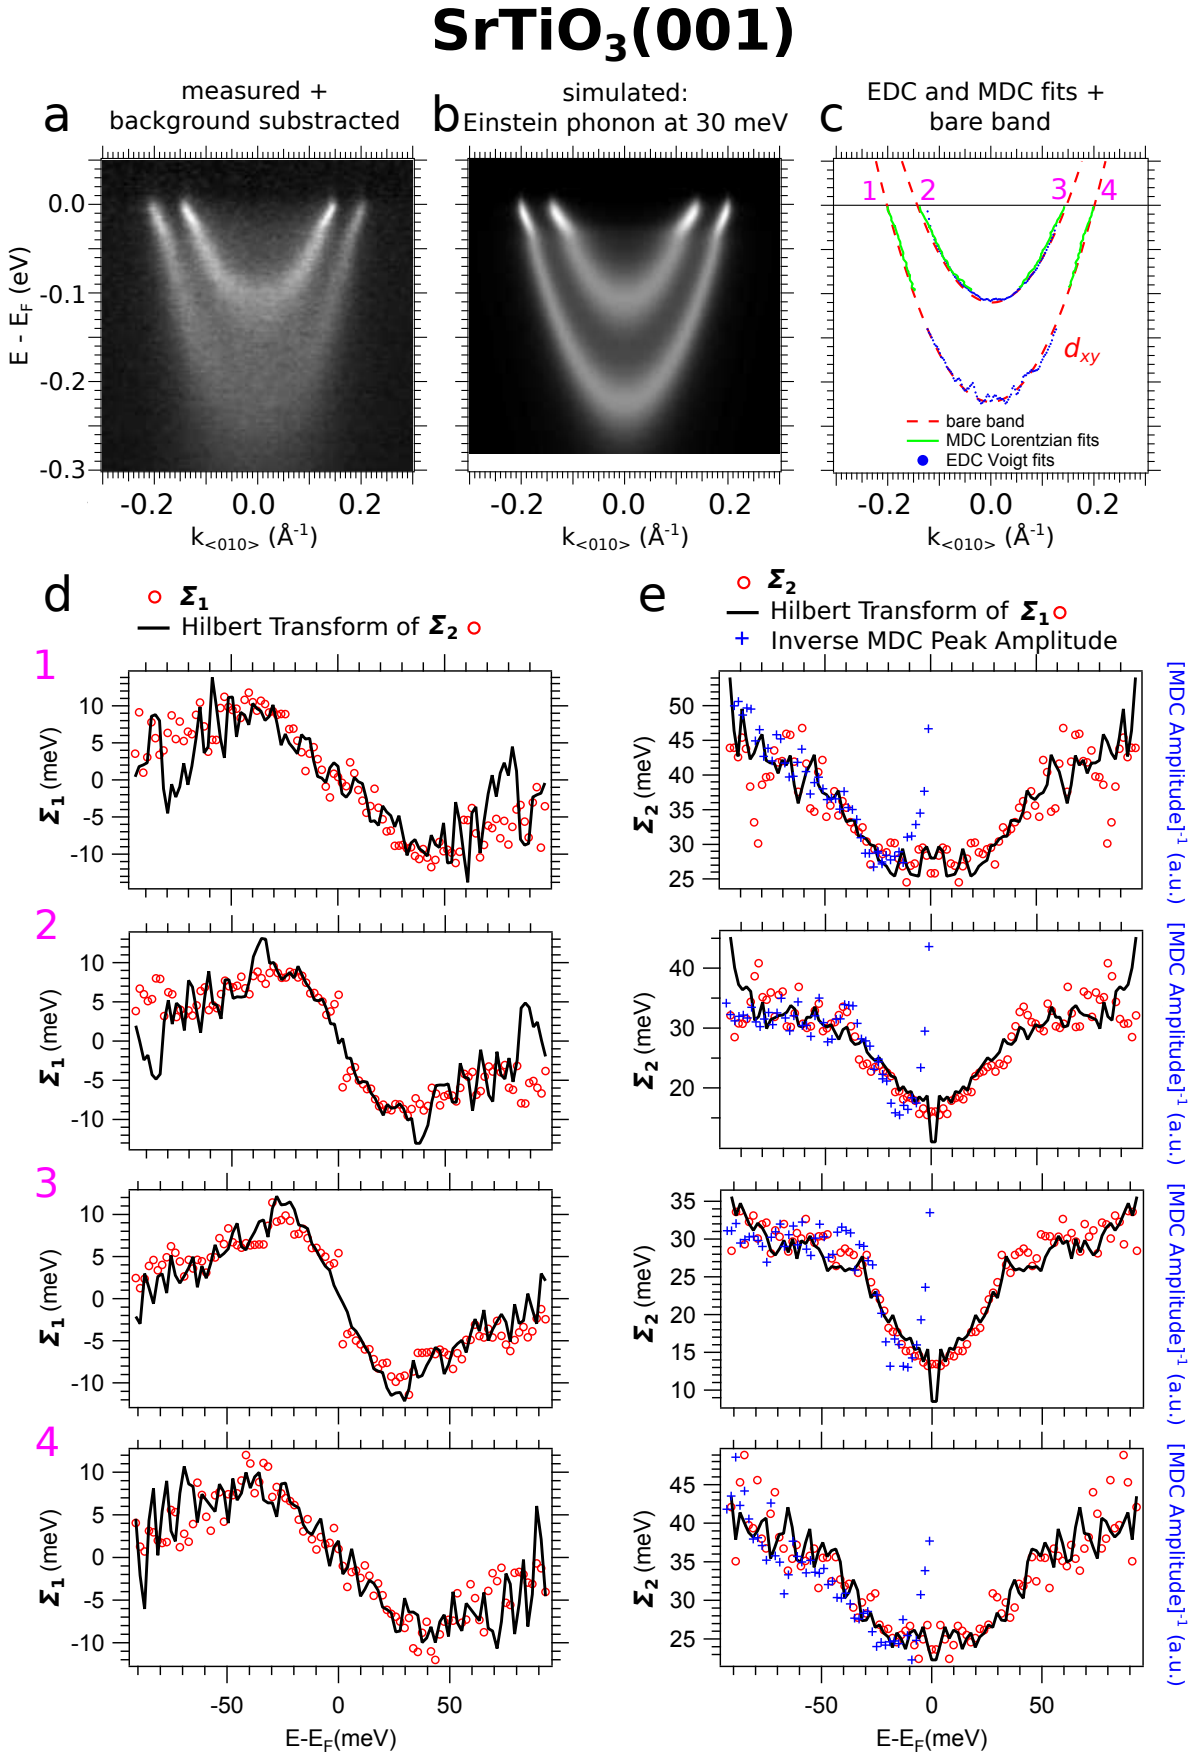 SrTiO3(001)
a
measured +
background substracted
b
simulated:
Einstein phonon at 30 meV
c
EDC and MDC fits +
bare band
E - EF (eV)
0.0
-0.1
-0.2
-0.3
-0.2
0.0
0.2
k<010> (Å-1)
-0.2
0.0
0.2
k<010> (Å-1)
1
2
3
4
dxy
bare band
MDC Lorentzian fits
EDC Voigt fits
-0.2
0.0
0.2
k<010> (Å-1)
d
Σ1
Hilbert Transform of Σ2
e
Σ2
Hilbert Transform of Σ1
Inverse MDC Peak Amplitude
1
Σ1 (meV)
10
5
0
-5
-10
Σ2 (meV)
50
45
40
35
30
25
[MDC Amplitude]-1 (a.u.)
2
Σ1 (meV)
10
5
0
-5
-10
Σ2 (meV)
40
30
20
[MDC Amplitude]-1 (a.u.)
3
Σ1 (meV)
10
5
0
-5
-10
Σ2 (meV)
35
30
25
20
15
10
[MDC Amplitude]-1 (a.u.)
4
Σ1 (meV)
10
5
0
-5
-10
-50
0
50
E-EF(meV)
Σ2 (meV)
45
40
35
30
25
-50
0
50
E-EF(meV)
[MDC Amplitude]-1 (a.u.)